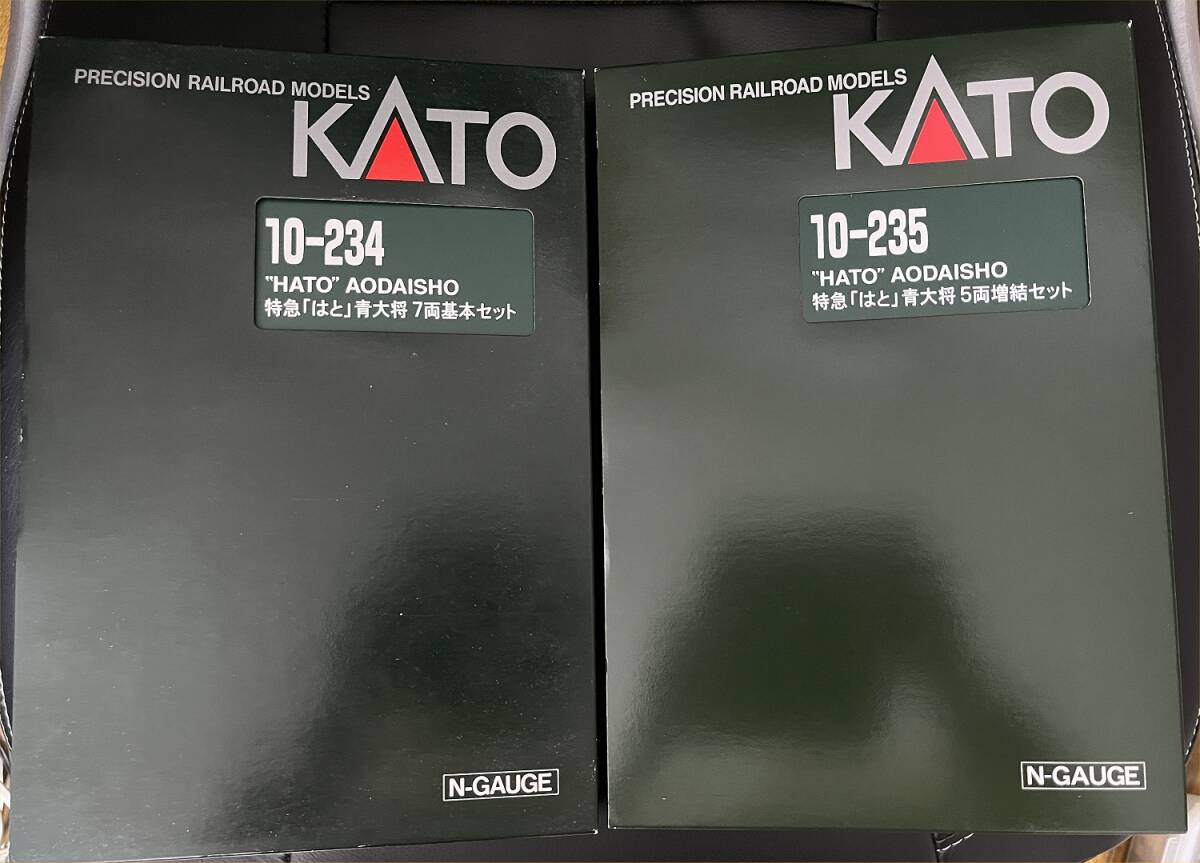 PRECISION RAILROAD MODELS
KATO
10-234
"HATO" AODAISHO
特急「はと」青大将 7両基本セット
N-GAUGE
PRECISION RAILROAD MODELS
KATO
10-235
"HATO" AODAISHO
特急「はと」青大将 5両増結セット
N-GAUGE